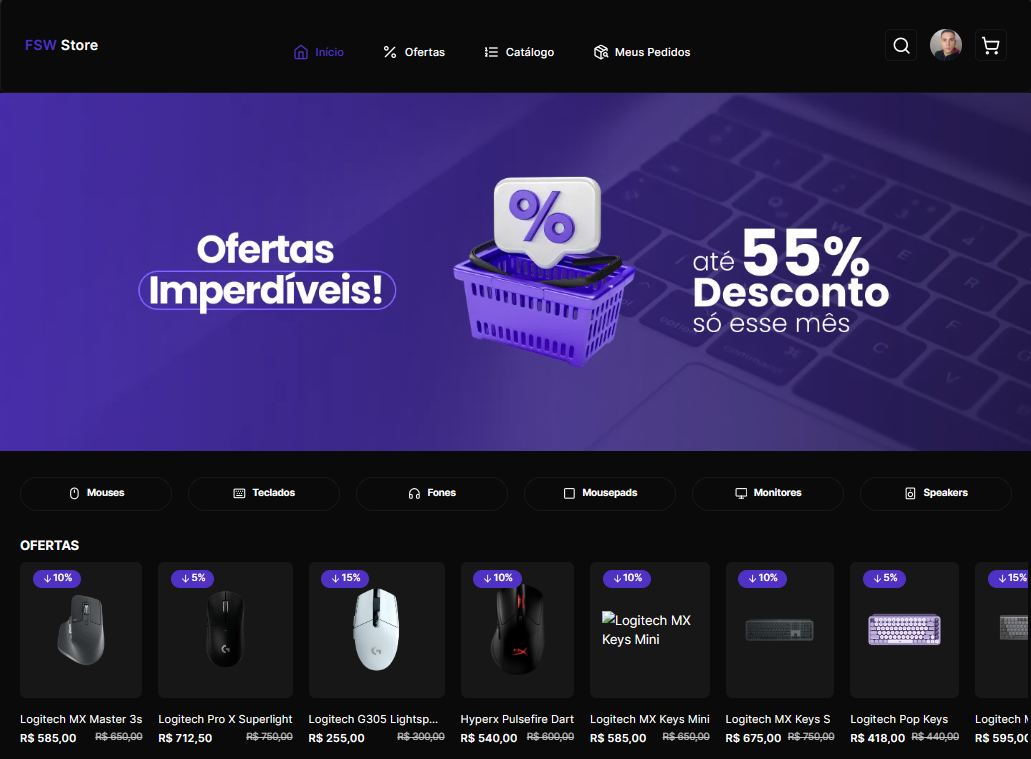 FSW Store
Início
Ofertas
Catálogo
Meus Pedidos
Ofertas
Imperdíveis!
%
até 55%
Desconto
só esse mês
option
command
Mouses
Teclados
Fones
Mousepads
Monitores
Speakers
OFERTAS
10%
5%
15%
10%
10%
10%
5%
15%
Logitech MX
Keys Mini
Logitech MX Master 3s
R$ 585,00 R$ 650,00
Logitech Pro X Superlight
R$ 712,50 R$ 750,00
Logitech G305 Lightsp...
R$ 255,00 R$ 300,00
Hyperx Pulsefire Dart
R$ 540,00 R$ 600,00
Logitech MX Keys Mini
R$ 585,00 R$ 650,00
Logitech MX Keys S
R$ 675,00 R$ 750,00
Logitech Pop Keys
R$ 418,00 R$ 440,00
Logitech
R$ 595,0